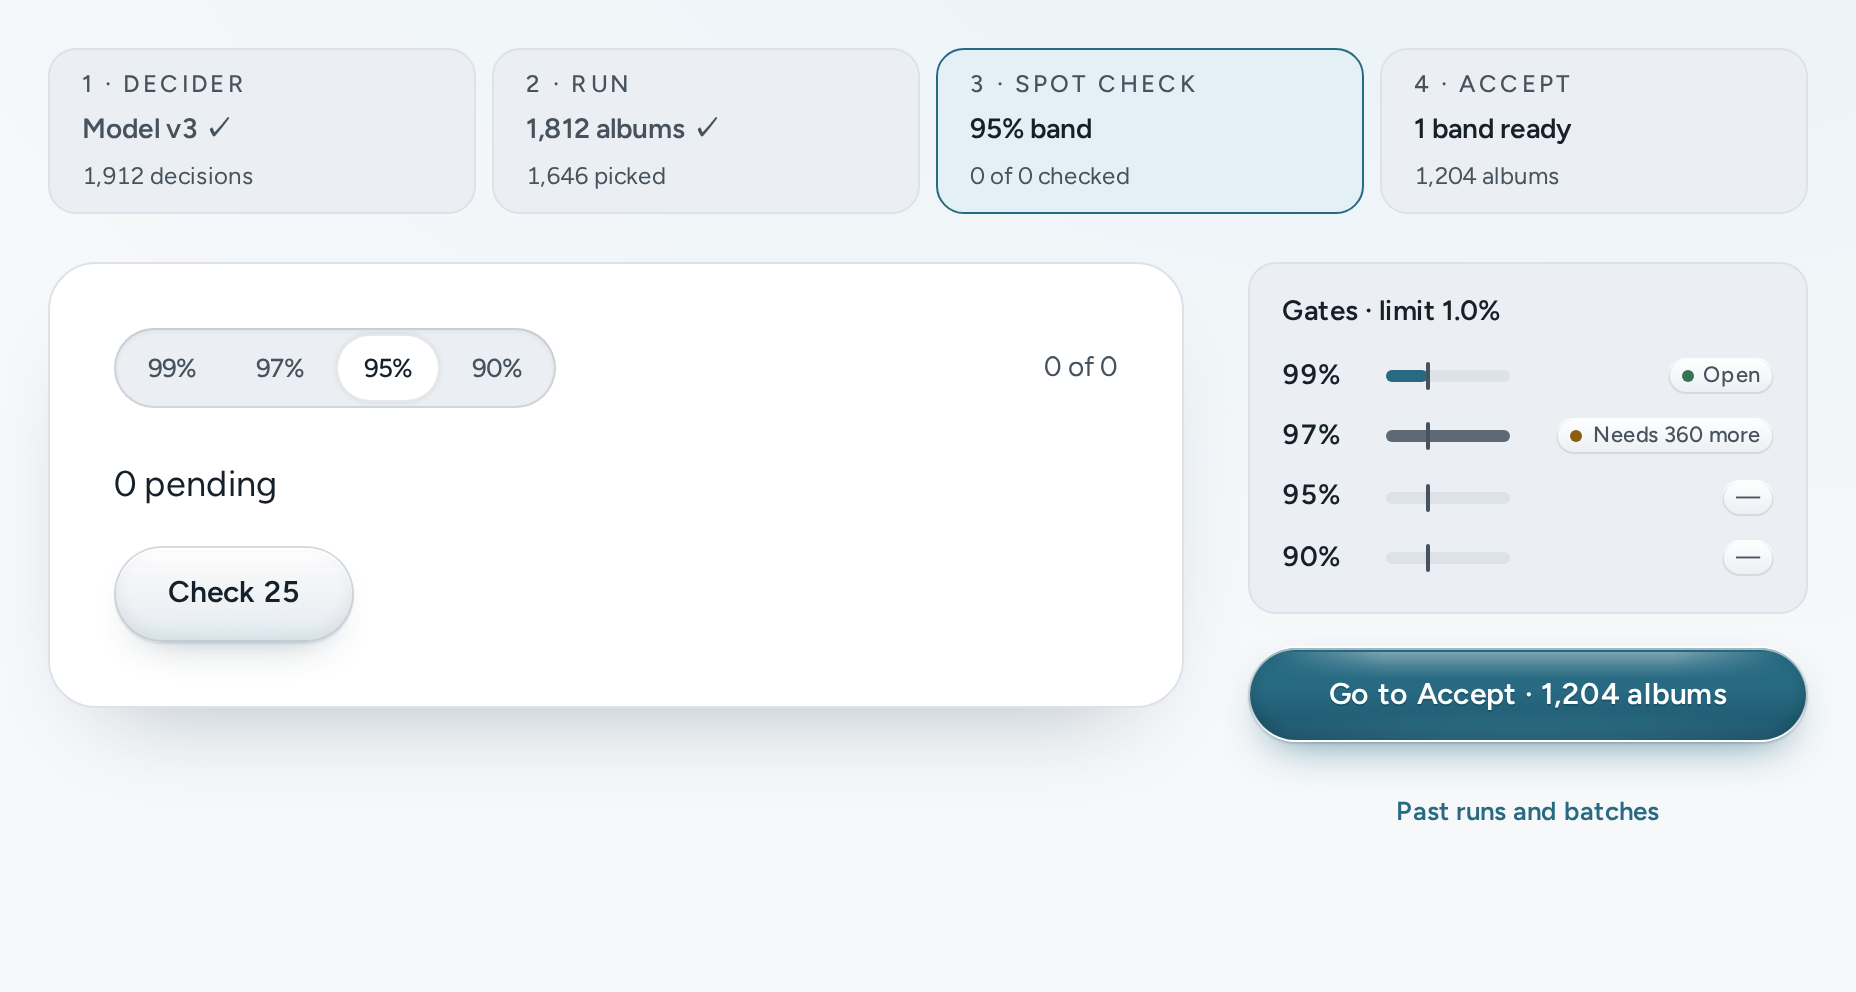 1 · DECIDER
Model v3 ✓
1,912 decisions
2 · RUN
1,812 albums ✓
1,646 picked
3 · SPOT CHECK
95% band
0 of 0 checked
4 · ACCEPT
1 band ready
1,204 albums
99% 97% 95% 90%
0 of 0
0 pending
Check 25
Gates · limit 1.0%
99% Open
97% Needs 360 more
95% —
90% —
Go to Accept · 1,204 albums
Past runs and batches